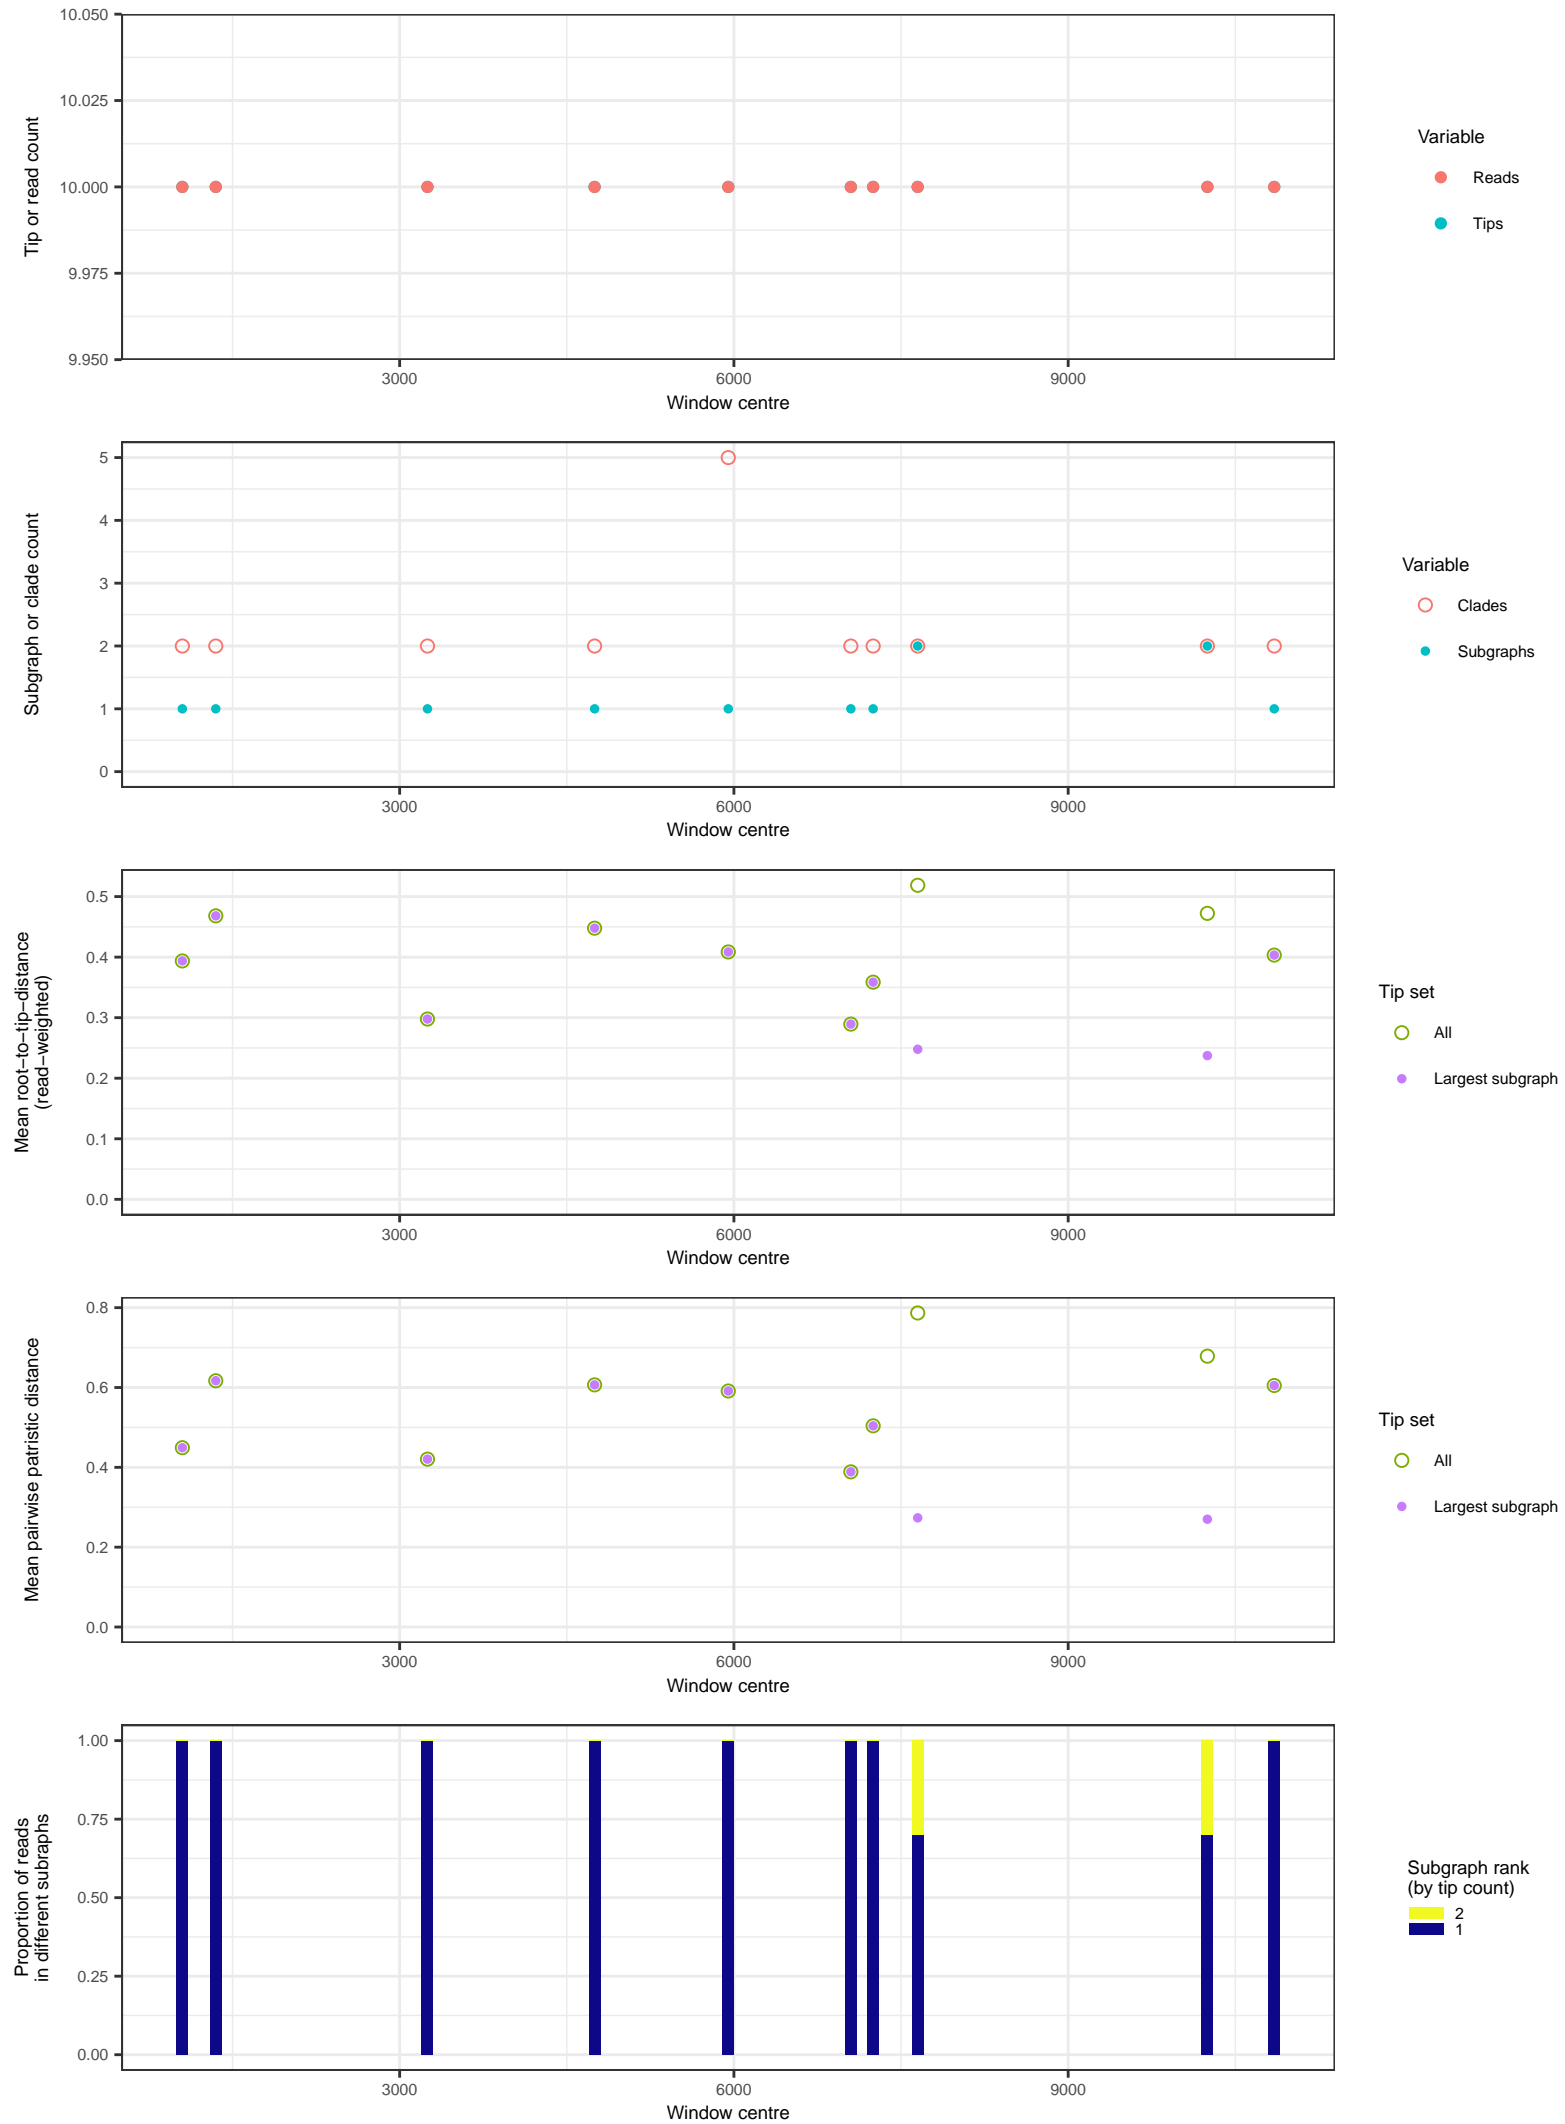 10.050
10.025
10.000
9.975
9.950
Tip or read count
3000 6000 9000
Window centre
Variable
Reads
Tips
5
4
3
2
1
0
Subgraph or clade count
3000 6000 9000
Window centre
Variable
Clades
Subgraphs
0.5
0.4
0.3
0.2
0.1
0.0
Mean root−to−tip−distance
(read−weighted)
3000 6000 9000
Window centre
Tip set
All
Largest subgraph
0.8
0.6
0.4
0.2
0.0
Mean pairwise patristic distance
3000 6000 9000
Window centre
Tip set
All
Largest subgraph
1.00
0.75
0.50
0.25
0.00
Proportion of reads
in different subraphs
3000 6000 9000
Window centre
Subgraph rank
(by tip count)
2
1